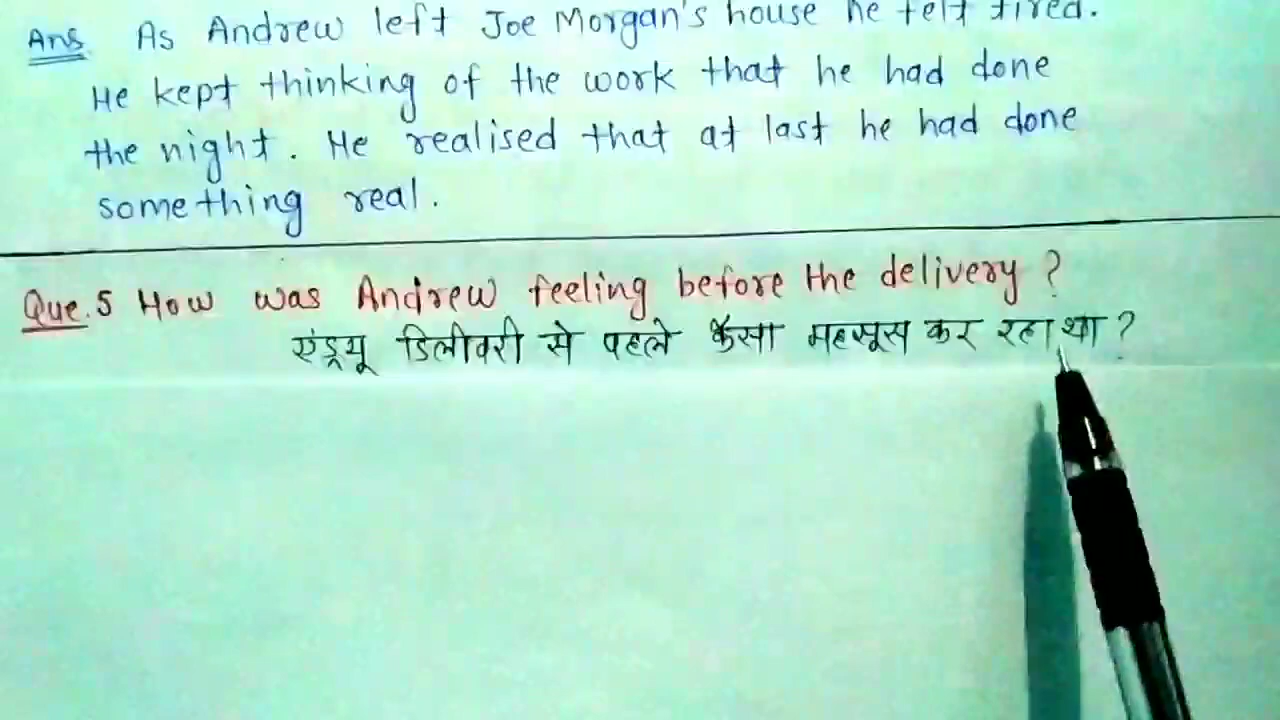 Ans. As Andrew left Joe Morgan's house he felt tired.
He kept thinking of the work that he had done
the night. He realised that at last he had done
something real.
Que.5 How was Andrew feeling before the delivery?
एंड्र्यू डिलीवरी से पहले कैसा महसूस कर रहा था?